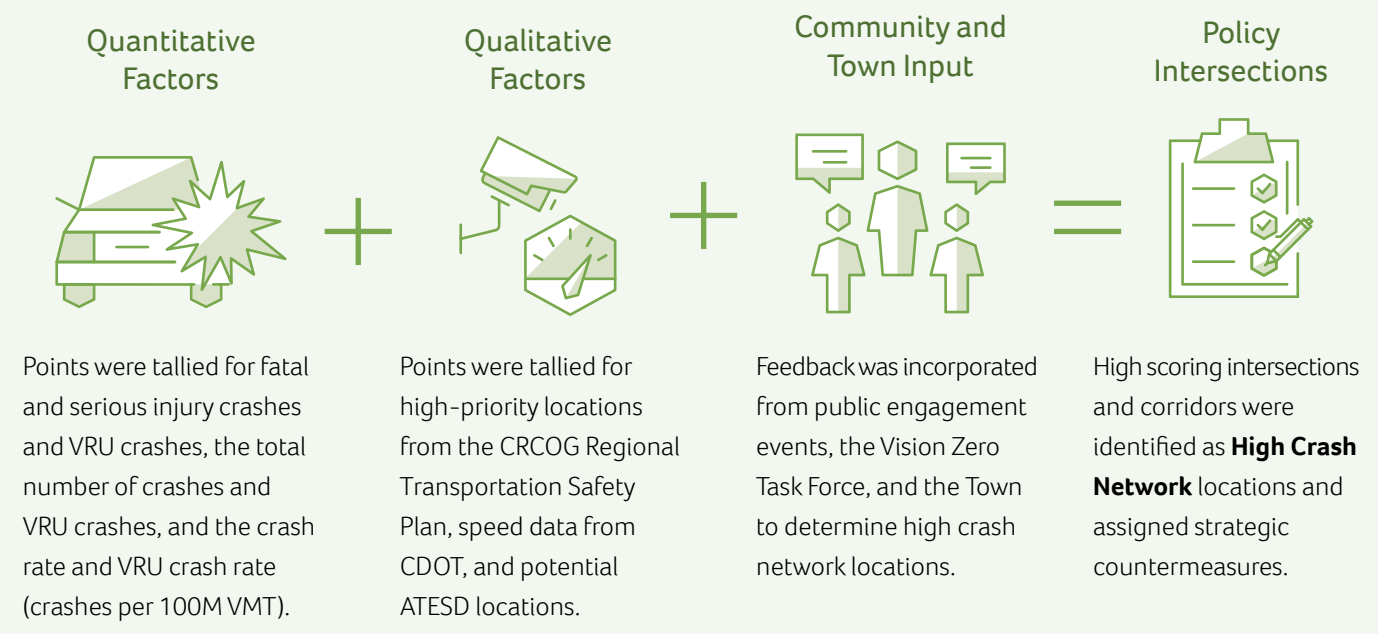 Quantitative
Factors
Points were tallied for fatal
and serious injury crashes
and VRU crashes, the total
number of crashes and
VRU crashes, and the crash
rate and VRU crash rate
(crashes per 100M VMT).
Qualitative
Factors
Points were tallied for
high-priority locations
from the CRCOG Regional
Transportation Safety
Plan, speed data from
CDOT, and potential
ATESD locations.
Community and
Town Input
Feedback was incorporated
from public engagement
events, the Vision Zero
Task Force, and the Town
to determine high crash
network locations.
Policy
Intersections
High scoring intersections
and corridors were
identified as High Crash
Network locations and
assigned strategic
countermeasures.